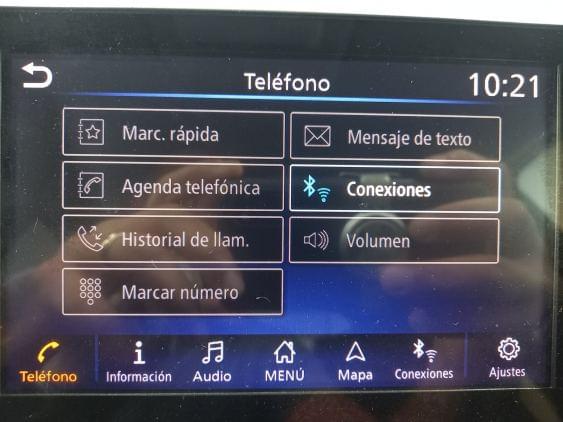 Teléfono
10:21
Marc. rápida
Mensaje de texto
Agenda telefónica
Conexiones
Historial de llam.
Volumen
Marcar número
Teléfono
Información
Audio
MENÚ
Mapa
Conexiones
Ajustes